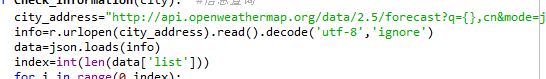 Check_information(city): #信息查询
city_address="http://api.openweathermap.org/data/2.5/forecast?q={},cn&mode=j
info=r.urlopen(city_address).read().decode('utf-8','ignore')
data=json.loads(info)
index=int(len(data['list']))
for i in range(0,index):